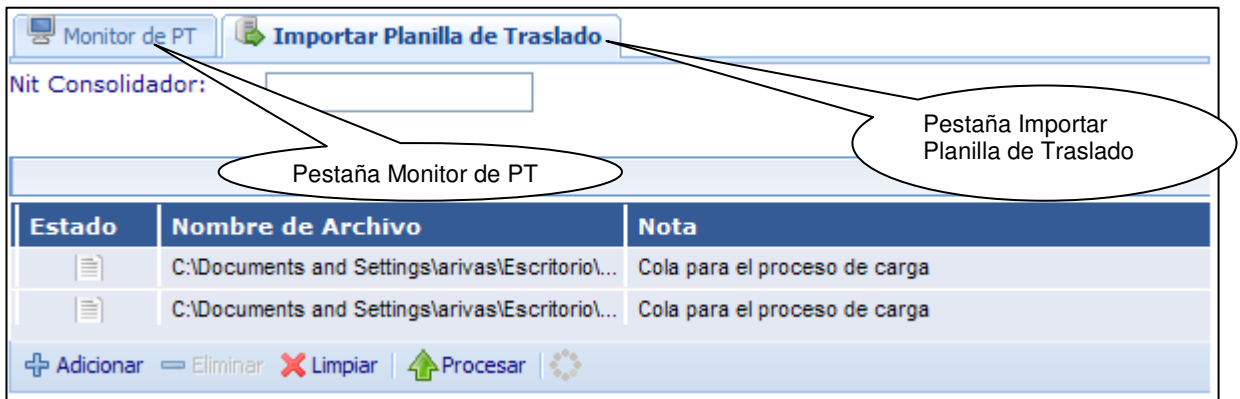 Monitor de PT
Importar Planilla de Traslado
Nit Consolidador:
Pestaña Importar
Planilla de Traslado
Pestaña Monitor de PT
Estado Nombre de Archivo Nota
C:\Documents and Settings\arivas\Escritorio\... Cola para el proceso de carga
C:\Documents and Settings\arivas\Escritorio\... Cola para el proceso de carga
Adicionar Eliminar Limpiar Procesar